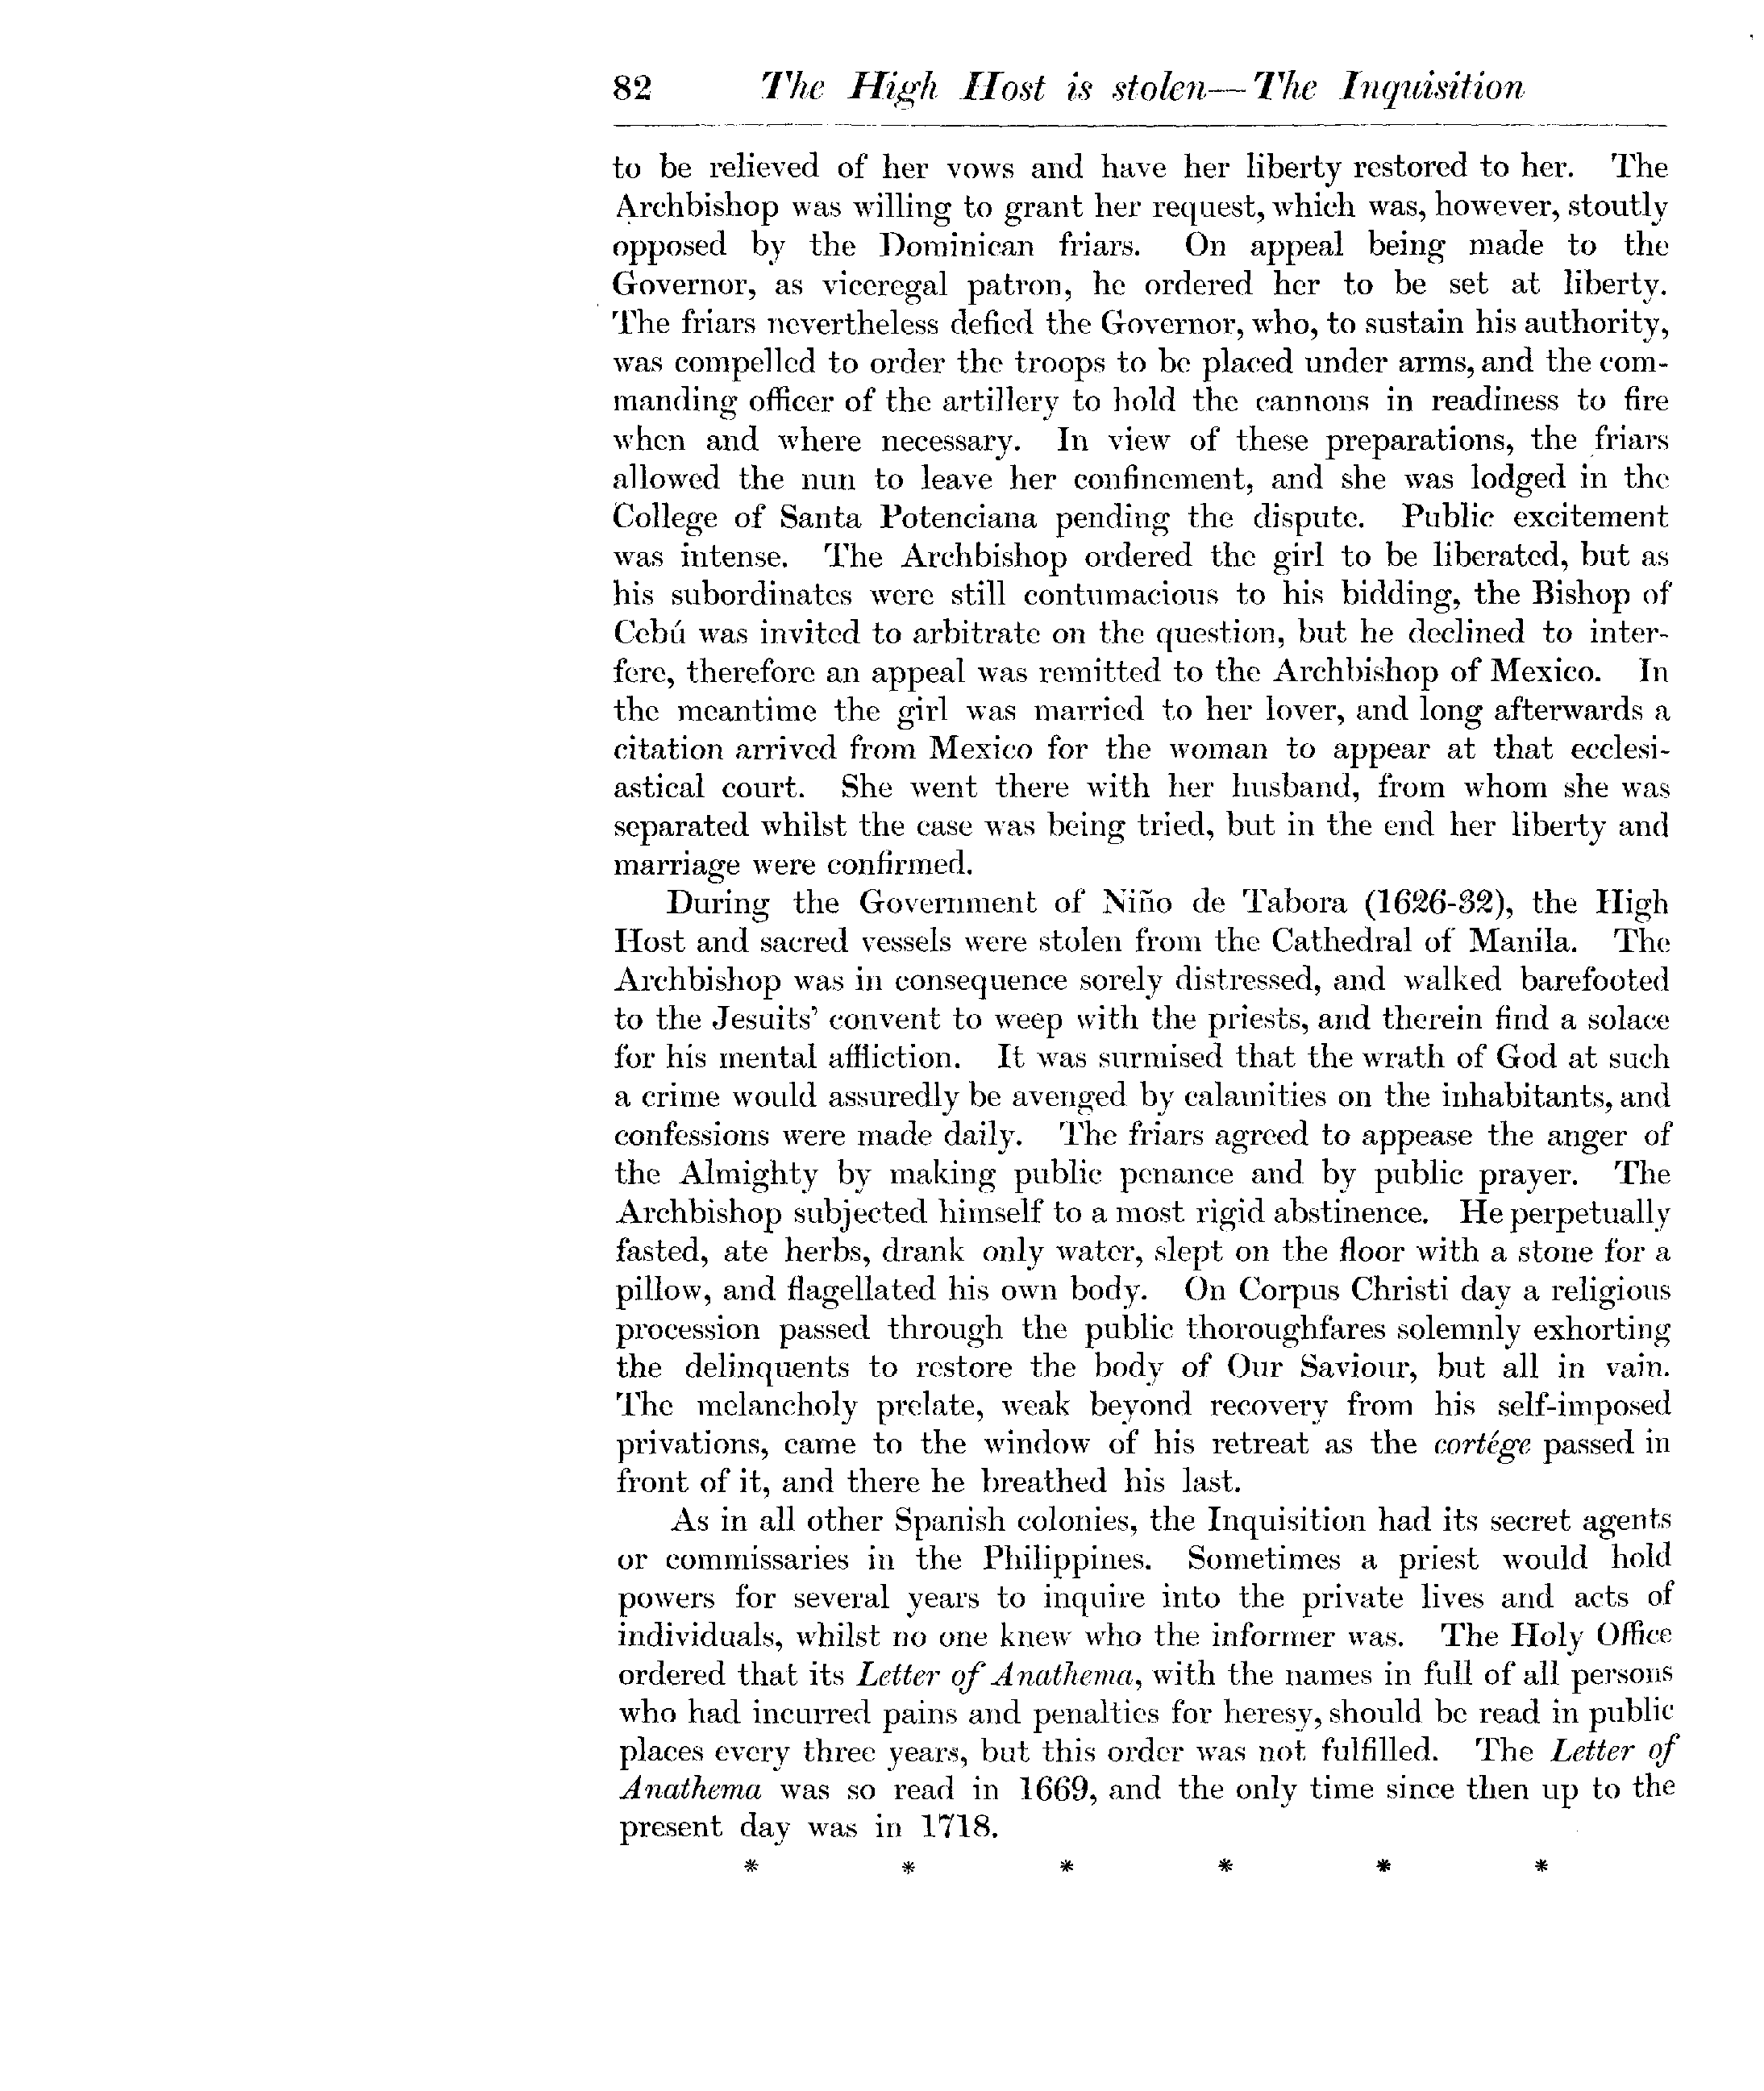 82 The High Host is stolen—The Inquisition
to be relieved of her vows and have her liberty restored to her. The
Archbishop was willing to grant her request, which was, however, stoutly
opposed by the Dominican friars. On appeal being made to the
Governor, as viceregal patron, he ordered her to be set at liberty.
The friars nevertheless defied the Governor, who, to sustain his authority,
was compelled to order the troops to be placed under arms, and the com-
manding officer of the artillery to hold the cannons in readiness to fire
when and where necessary. In view of these preparations, the friars
allowed the nun to leave her confinement, and she was lodged in the
College of Santa Potenciana pending the dispute. Public excitement
was intense. The Archbishop ordered the girl to be liberated, but as
his subordinates were still contumacious to his bidding, the Bishop of
Cebú was invited to arbitrate on the question, but he declined to inter-
fere, therefore an appeal was remitted to the Archbishop of Mexico. In
the meantime the girl was married to her lover, and long afterwards a
citation arrived from Mexico for the woman to appear at that ecclesi-
astical court. She went there with her husband, from whom she was
separated whilst the case was being tried, but in the end her liberty and
marriage were confirmed.
During the Government of Niño de Tabora (1626-32), the High
Host and sacred vessels were stolen from the Cathedral of Manila. The
Archbishop was in consequence sorely distressed, and walked barefooted
to the Jesuits' convent to weep with the priests, and therein find a solace
for his mental affliction. It was surmised that the wrath of God at such
a crime would assuredly be avenged by calamities on the inhabitants, and
confessions were made daily. The friars agreed to appease the anger of
the Almighty by making public penance and by public prayer. The
Archbishop subjected himself to a most rigid abstinence. He perpetually
fasted, ate herbs, drank only water, slept on the floor with a stone for a
pillow, and flagellated his own body. On Corpus Christi day a religious
procession passed through the public thoroughfares solemnly exhorting
the delinquents to restore the body of Our Saviour, but all in vain.
The melancholy prelate, weak beyond recovery from his self-imposed
privations, came to the window of his retreat as the cortége passed in
front of it, and there he breathed his last.
As in all other Spanish colonies, the Inquisition had its secret agents
or commissaries in the Philippines. Sometimes a priest would hold
powers for several years to inquire into the private lives and acts of
individuals, whilst no one knew who the informer was. The Holy Office
ordered that its Letter of Anathema, with the names in full of all persons
who had incurred pains and penalties for heresy, should be read in public
places every three years, but this order was not fulfilled. The Letter of
Anathema was so read in 1669, and the only time since then up to the
present day was in 1718.
* * * * * *